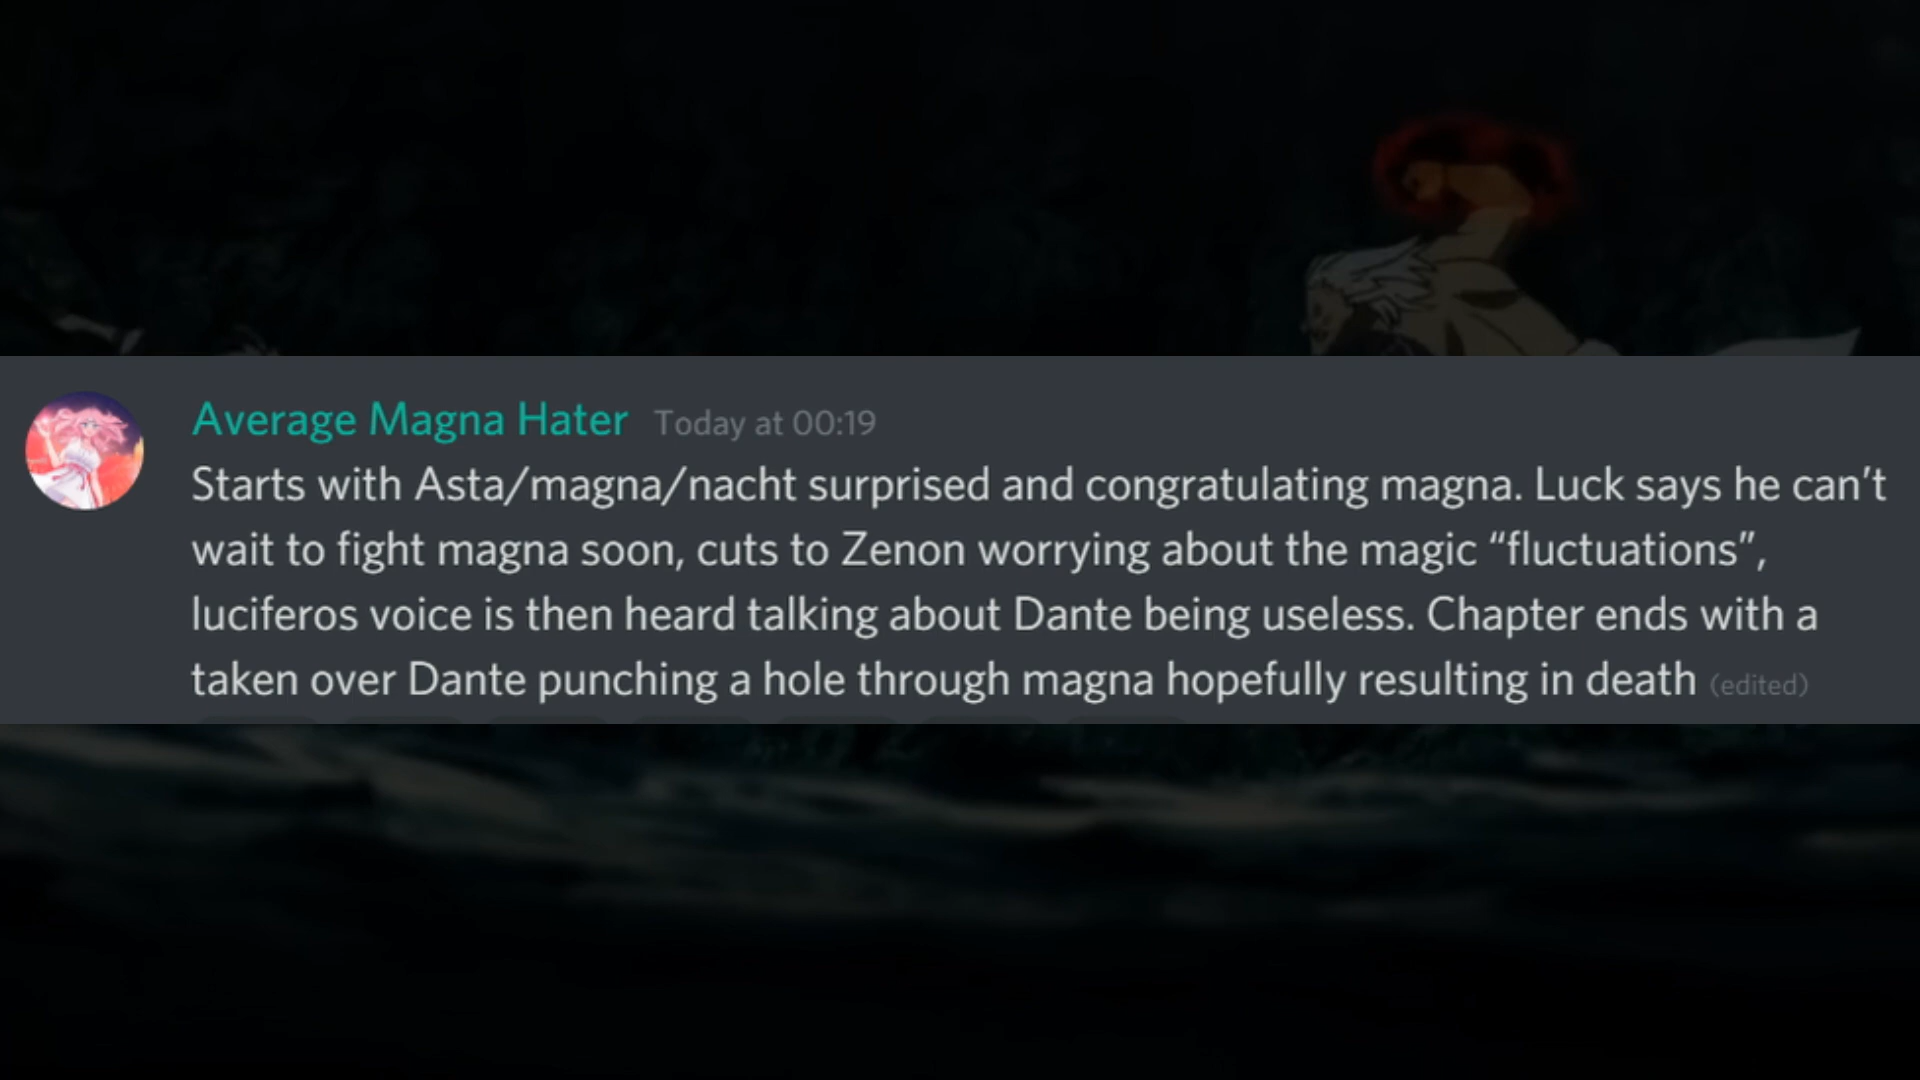 Average Magna Hater Today at 00:19
Starts with Asta/magna/nacht surprised and congratulating magna. Luck says he can’t
wait to fight magna soon, cuts to Zenon worrying about the magic “fluctuations”,
luciferos voice is then heard talking about Dante being useless. Chapter ends with a
taken over Dante punching a hole through magna hopefully resulting in death (edited)